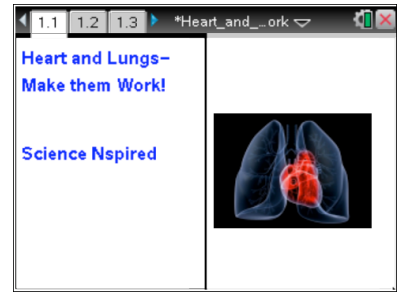 1.1 1.2 1.3 *Heart_and_...ork
Heart and Lungs–
Make them Work!
Science Nspired